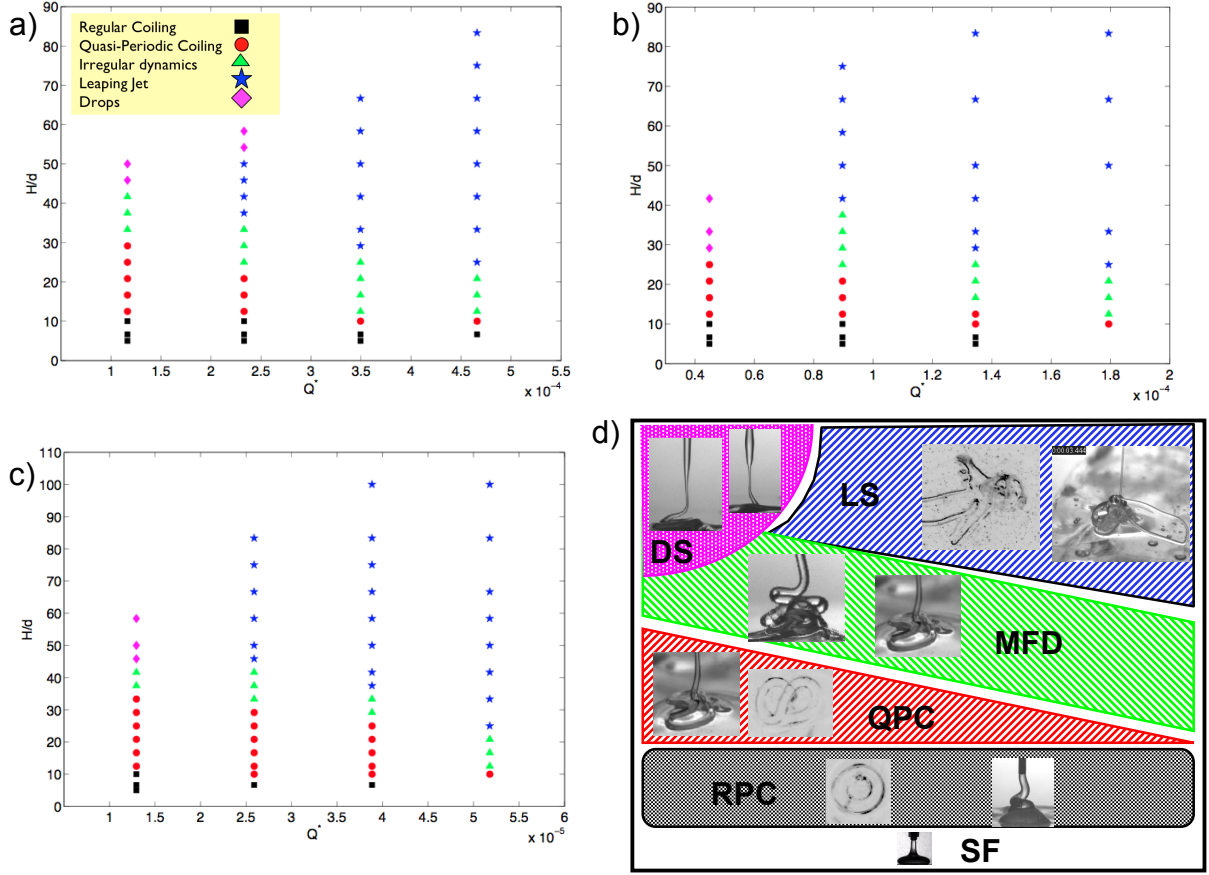 a)
Regular Coiling
Quasi-Periodic Coiling
Irregular dynamics
Leaping Jet
Drops
90
80
70
60
50
40
30
20
10
0
H/d
1 1.5 2 2.5 3 3.5 4 4.5 5 5.5
Q*
x 10⁻⁴
b)
90
80
70
60
50
40
30
20
10
0
H/d
0.4 0.6 0.8 1 1.2 1.4 1.6 1.8 2
Q*
x 10⁻⁴
c)
110
100
90
80
70
60
50
40
30
20
10
0
H/d
1 1.5 2 2.5 3 3.5 4 4.5 5 5.5 6
Q*
x 10⁻⁵
d)
DS
LS
MFD
QPC
RPC
SF